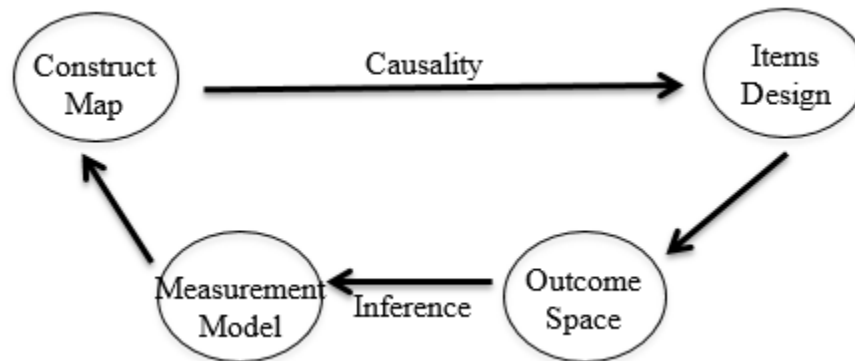 Construct
Map
Causality
Items
Design
Measurement
Model
Inference
Outcome
Space